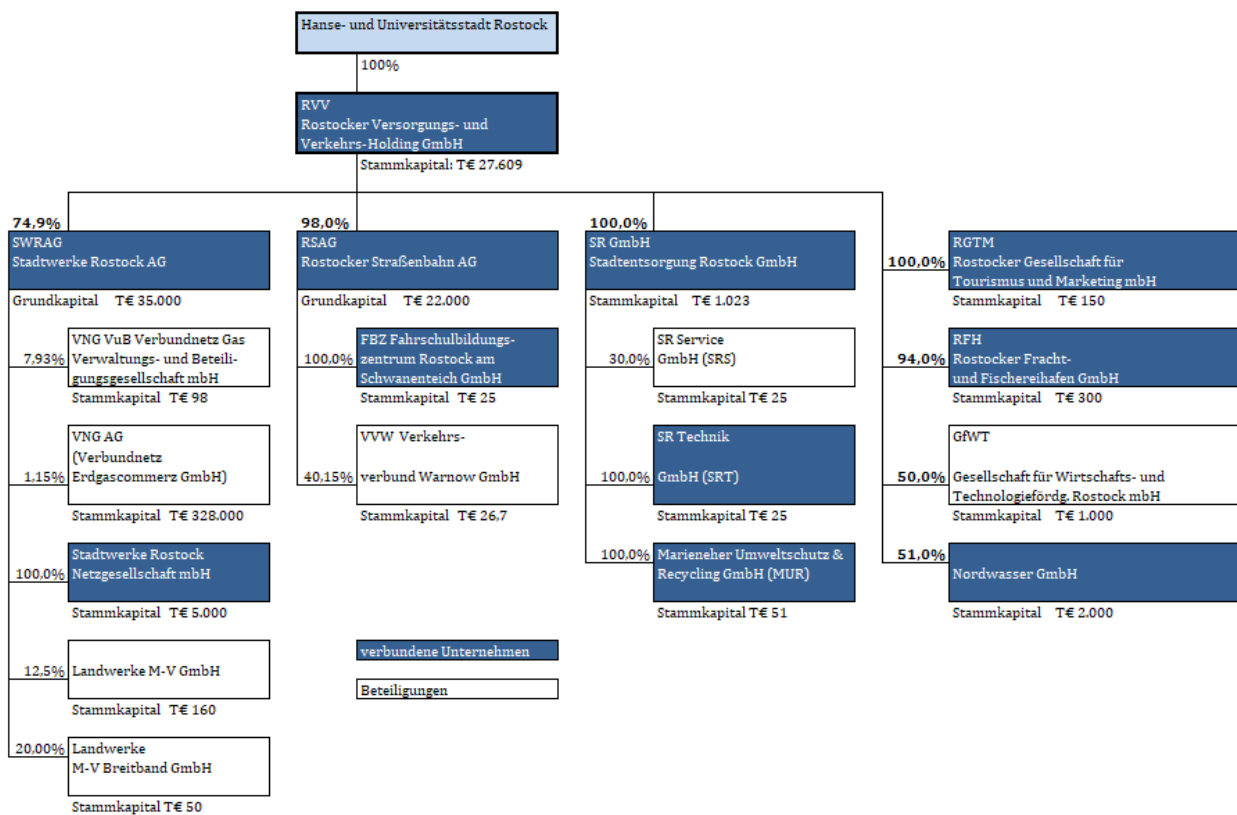 Hanse- und Universitätsstadt Rostock
100%
RVV
Rostocker Versorgungs- und
Verkehrs-Holding GmbH
Stammkapital: T€ 27.609
74,9%
SWRAG
Stadtwerke Rostock AG
Grundkapital T€ 35.000
7,93%
VNG VuB Verbundnetz Gas
Verwaltungs- und Beteili-
gungsgesellschaft mbH
Stammkapital T€ 98
1,15%
VNG AG
(Verbundnetz
Erdgascommerz GmbH)
Stammkapital T€ 328.000
100,0%
Stadtwerke Rostock
Netzgesellschaft mbH
Stammkapital T€ 5.000
12,5%
Landwerke M-V GmbH
Stammkapital T€ 160
20,00%
Landwerke
M-V Breitband GmbH
Stammkapital T€ 50
98,0%
RSAG
Rostocker Straßenbahn AG
Grundkapital T€ 22.000
100,0%
FBZ Fahrschulbildungs-
zentrum Rostock am
Schwanenteich GmbH
Stammkapital T€ 25
40,15%
VVW Verkehrs-
verbund Warnow GmbH
Stammkapital T€ 26,7
100,0%
SR GmbH
Stadtentsorgung Rostock GmbH
Stammkapital T€ 1.023
30,0%
SR Service
GmbH (SRS)
Stammkapital T€ 25
100,0%
SR Technik
GmbH (SRT)
Stammkapital T€ 25
100,0%
Marieneher Umweltschutz &
Recycling GmbH (MUR)
Stammkapital T€ 51
100,0%
RGTM
Rostocker Gesellschaft für
Tourismus und Marketing mbH
Stammkapital T€ 150
94,0%
RFH
Rostocker Fracht-
und Fischereihafen GmbH
Stammkapital T€ 300
50,0%
GfWT
Gesellschaft für Wirtschafts- und
Technologiefördg. Rostock mbH
Stammkapital T€ 1.000
51,0%
Nordwasser GmbH
Stammkapital T€ 2.000
verbundene Unternehmen
Beteiligungen